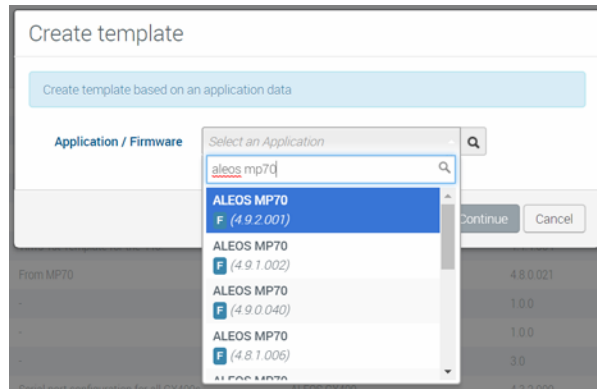 Create template
Create template based on an application data
Application / Firmware
Select an Application
aleos mp70
ALEOS MP70
F (4.9.2.001)
ALEOS MP70
F (4.9.1.002)
ALEOS MP70
F (4.9.0.040)
ALEOS MP70
F (4.8.1.006)
ALEOS MP70
Continue
Cancel
From MP70
4.8.0.021
-
1.0.0
-
1.0.0
-
3.0